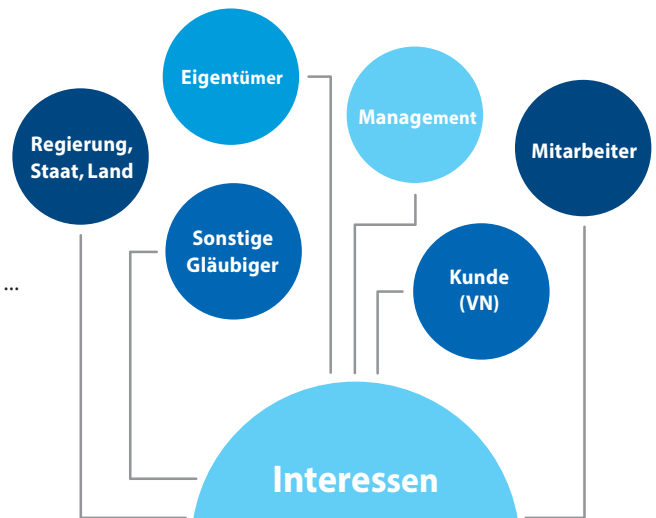 Eigentümer
Management
Regierung,
Staat, Land
Mitarbeiter
Sonstige
Gläubiger
Kunde
(VN)
...
Interessen